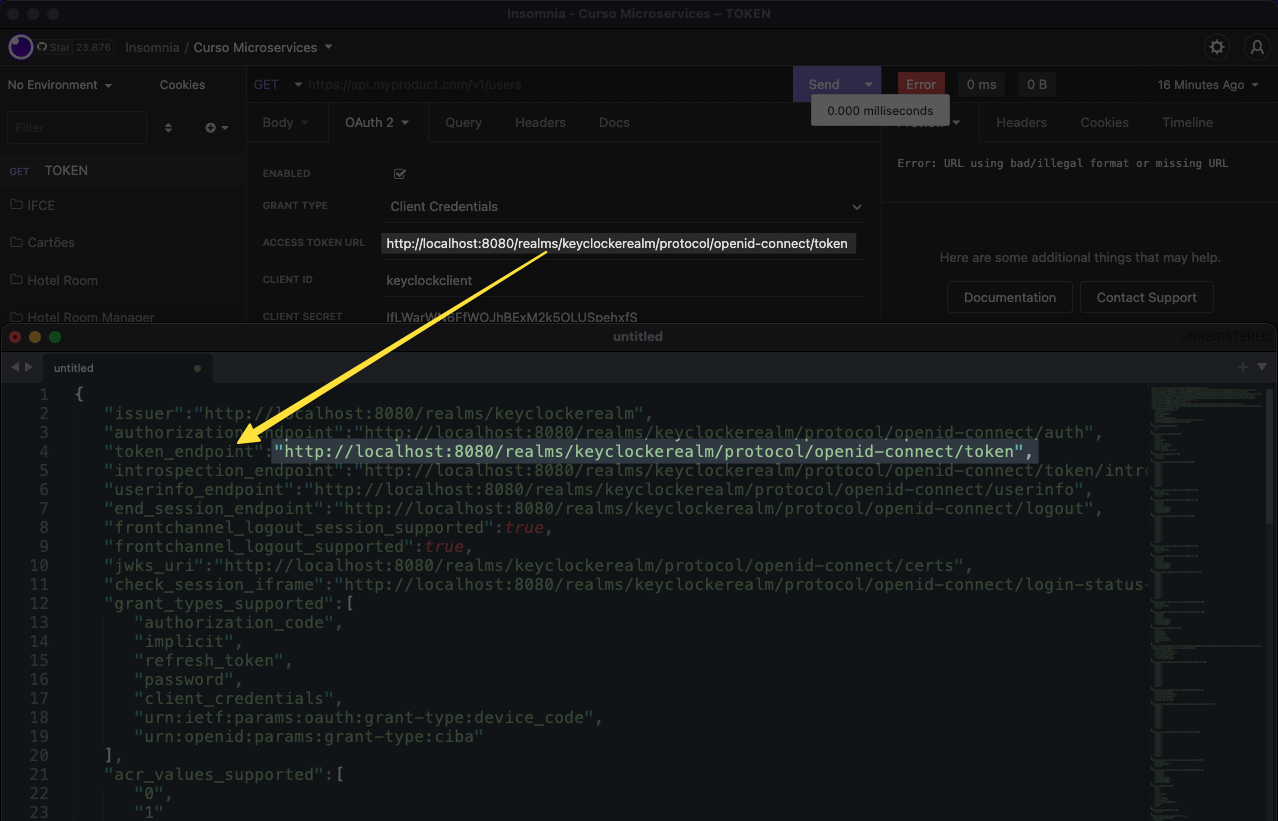 Insomnia - Curso Microservices – TOKEN
Star 23.876 Insomnia / Curso Microservices
No Environment Cookies GET https://api.myproduct.com/v1/users Send Error 0 ms 0 B 16 Minutes Ago
0.000 milliseconds
Filter Body OAuth 2 Query Headers Docs Headers Cookies Timeline
GET TOKEN
IFCE
Cartões
Hotel Room
Hotel Room Manager
ENABLED
GRANT TYPE Client Credentials
ACCESS TOKEN URL http://localhost:8080/realms/keyclockerealm/protocol/openid-connect/token
CLIENT ID keyclockclient
CLIENT SECRET
Error: URL using bad/illegal format or missing URL
Here are some additional things that may help.
Documentation Contact Support
untitled UNREGISTERED
untitled
1 {
2 "issuer":"http://localhost:8080/realms/keyclockerealm",
3 "authorization_endpoint":"http://localhost:8080/realms/keyclockerealm/protocol/openid-connect/auth",
4 "token_endpoint":"http://localhost:8080/realms/keyclockerealm/protocol/openid-connect/token",
5 "introspection_endpoint":"http://localhost:8080/realms/keyclockerealm/protocol/openid-connect/token/intr
6 "userinfo_endpoint":"http://localhost:8080/realms/keyclockerealm/protocol/openid-connect/userinfo",
7 "end_session_endpoint":"http://localhost:8080/realms/keyclockerealm/protocol/openid-connect/logout",
8 "frontchannel_logout_session_supported":true,
9 "frontchannel_logout_supported":true,
10 "jwks_uri":"http://localhost:8080/realms/keyclockerealm/protocol/openid-connect/certs",
11 "check_session_iframe":"http://localhost:8080/realms/keyclockerealm/protocol/openid-connect/login-status-
12 "grant_types_supported":[
13 "authorization_code",
14 "implicit",
15 "refresh_token",
16 "password",
17 "client_credentials",
18 "urn:ietf:params:oauth:grant-type:device_code",
19 "urn:openid:params:grant-type:ciba"
20 ],
21 "acr_values_supported":[
22 "0",
23 "1"